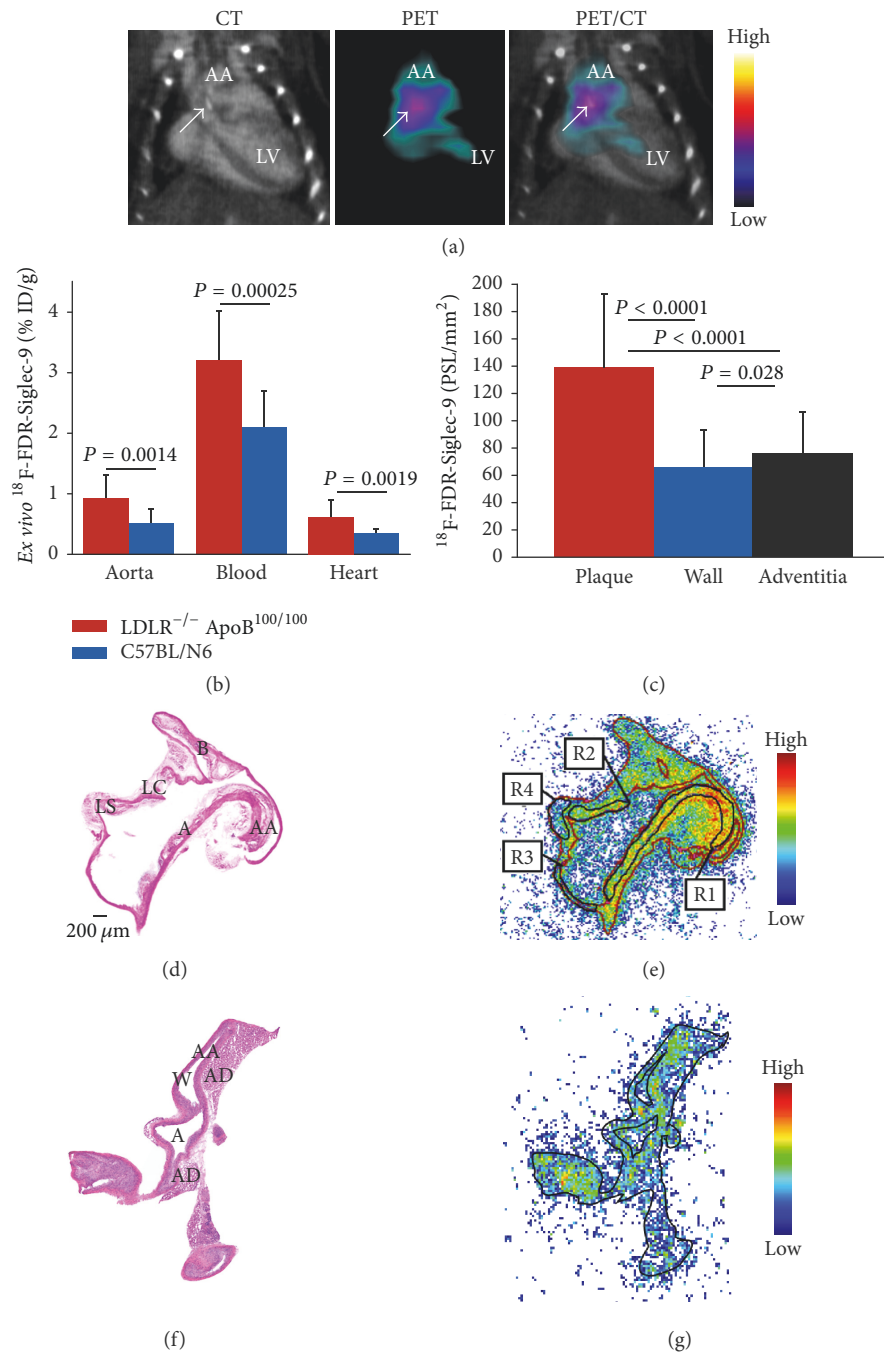 CT PET PET/CT
AA AA AA High
LV LV LV
Low
(a)
Ex vivo ¹⁸F-FDR-Siglec-9 (% ID/g)
4
3
2
1
0
P = 0.0014
P = 0.00025
P = 0.0019
Aorta Blood Heart
LDLR⁻/⁻ ApoB¹⁰⁰/¹⁰⁰
C57BL/N6
(b)
¹⁸F-FDR-Siglec-9 (PSL/mm²)
200
180
160
140
120
100
80
60
40
20
0
P < 0.0001
P < 0.0001
P = 0.028
Plaque Wall Adventitia
(c)
B
LC
LS
A AA
200 μm
(d)
R2
R4
R3
R1
High
Low
(e)
AA
W AD
A
AD
(f)
High
Low
(g)